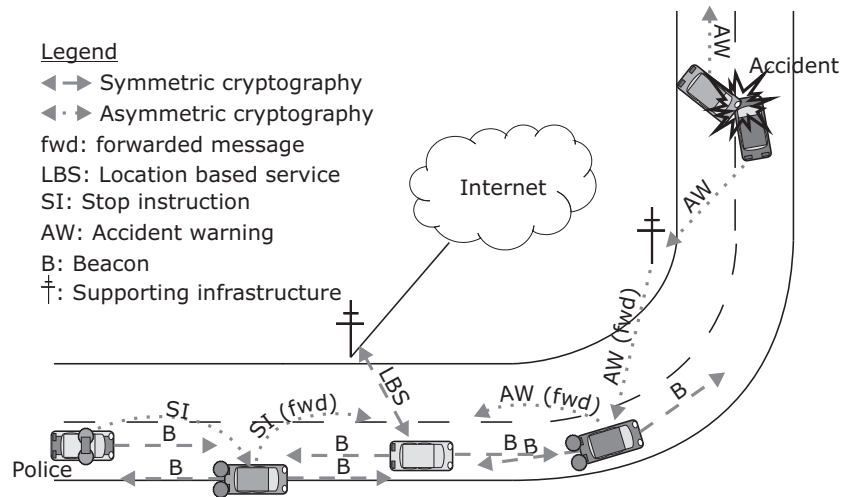 Legend
Symmetric cryptography
Asymmetric cryptography
fwd: forwarded message
LBS: Location based service
SI: Stop instruction
AW: Accident warning
B: Beacon
: Supporting infrastructure
Internet
AW
Accident
AW
AW (fwd)
LBS
AW (fwd)
B
SI
SI (fwd)
B
B
B
B
Police
B
B